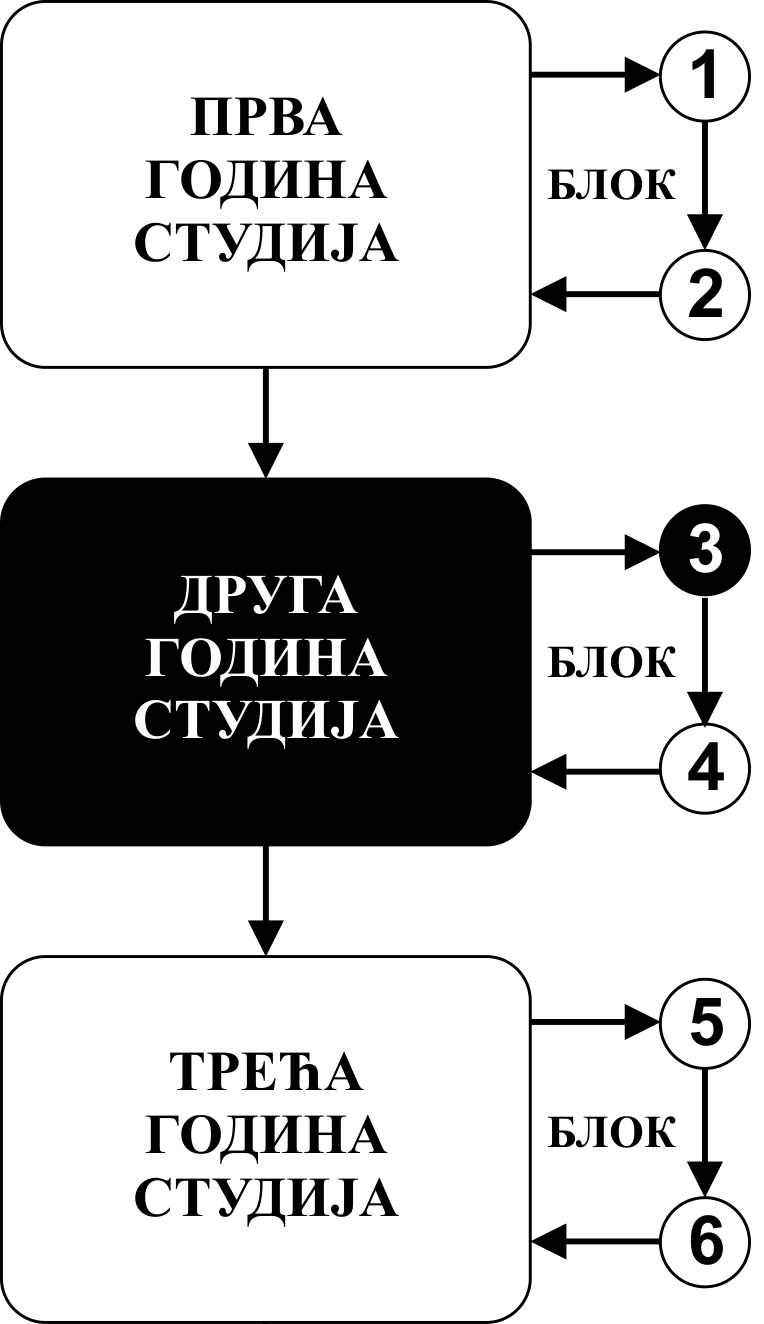 ПРВА
ГОДИНА
СТУДИЈА
1
БЛОК
2
ДРУГА
ГОДИНА
СТУДИЈА
3
БЛОК
4
ТРЕЋА
ГОДИНА
СТУДИЈА
5
БЛОК
6